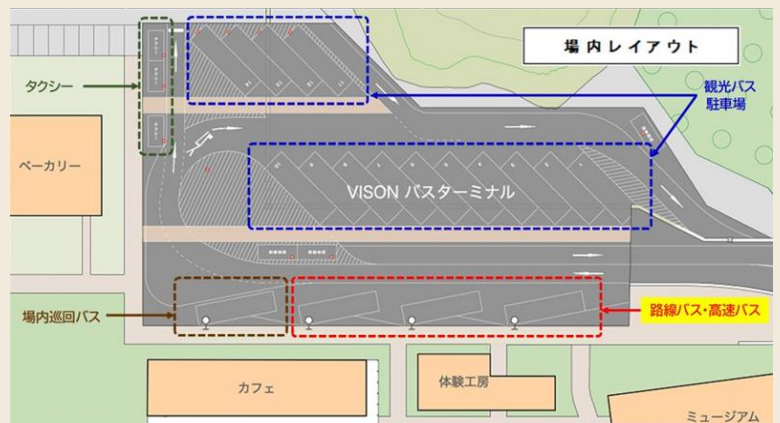 場内レイアウト
タクシー
観光バス
駐車場
ベーカリー
VISON バスターミナル
場内巡回バス
路線バス・高速バス
カフェ
体験工房
ミュージアム